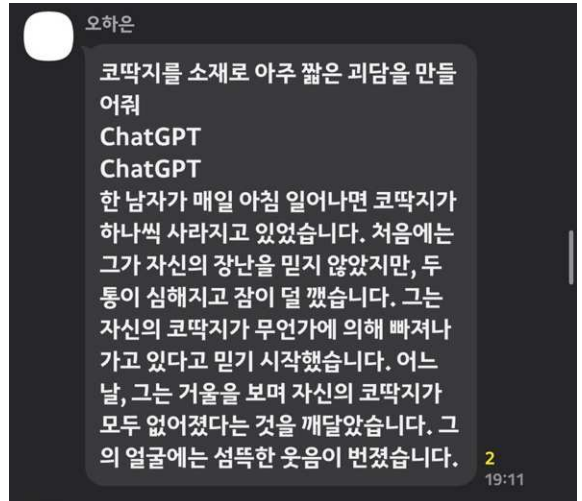 오하은
코딱지를 소재로 아주 짧은 괴담을 만들
어줘
ChatGPT
ChatGPT
한 남자가 매일 아침 일어나면 코딱지가
하나씩 사라지고 있었습니다. 처음에는
그가 자신의 장난을 믿지 않았지만, 두
통이 심해지고 잠이 덜 깼습니다. 그는
자신의 코딱지가 무언가에 의해 빠져나
가고 있다고 믿기 시작했습니다. 어느
날, 그는 거울을 보며 자신의 코딱지가
모두 없어졌다는 것을 깨달았습니다. 그
의 얼굴에는 섬뜩한 웃음이 번졌습니다.
2
19:11